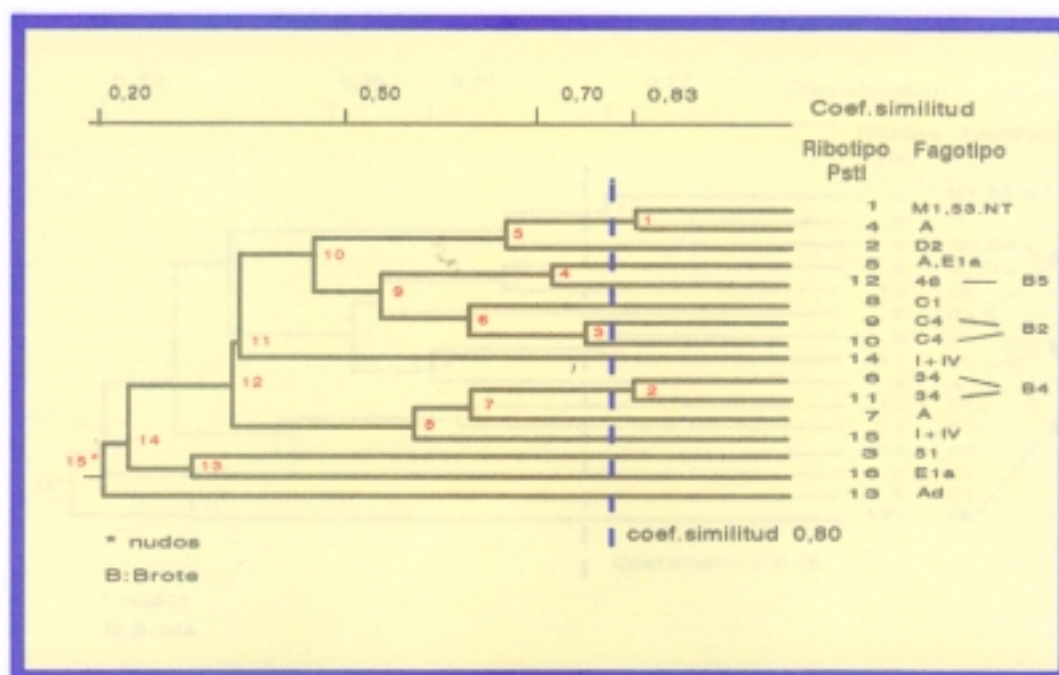 0,20 0,50 0,70 0,83
Coef.similitud
Ribotipo Fagotipo
PstI
1 M1,53.NT
4 A
2 D2
5 A,E1a
12 46 B5
8 C1
9 C4
B2
10 C4
14 I+IV
6 34
B4
11 34
7 A
15 I+IV
3 51
16 E1a
13 Ad
1
5
10
4
9
6
3
11
2
12
7
8
14
15*
13
coef.similitud 0,80
* nudos
B:Brote